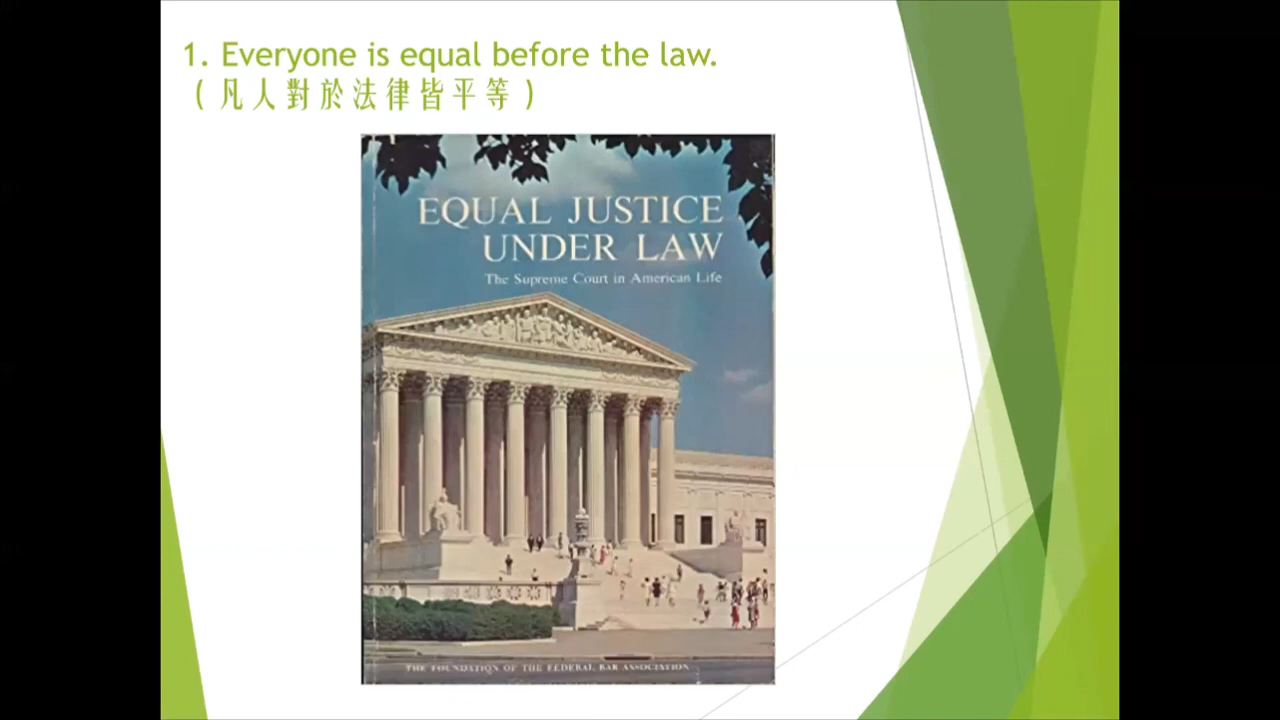 1. Everyone is equal before the law.
(凡人對於法律皆平等)
EQUAL JUSTICE
UNDER LAW
The Supreme Court in American Life
THE FOUNDATION OF THE FEDERAL BAR ASSOCIATION